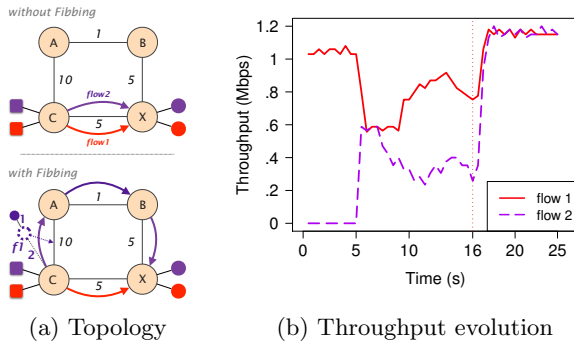 without Fibbing
A 1 B
10 5
flow2
C 5 X
flow1
with Fibbing
A 1 B
1
f1 10 5
2
C 5 X
(a) Topology
Throughput (Mbps)
1.2
1
.8
.6
.4
.2
0
flow 1
flow 2
0 5 10 16 20 25
Time (s)
(b) Throughput evolution